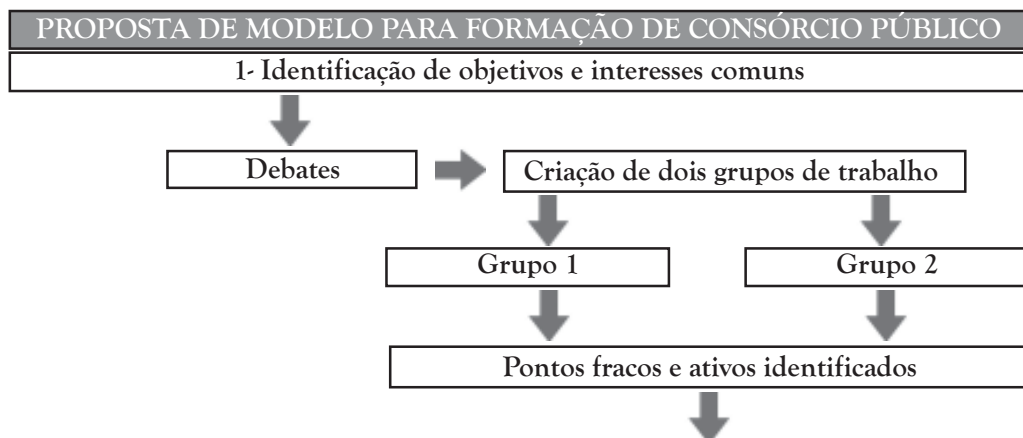 PROPOSTA DE MODELO PARA FORMAÇÃO DE CONSÓRCIO PÚBLICO
1- Identificação de objetivos e interesses comuns
Debates
Criação de dois grupos de trabalho
Grupo 1
Grupo 2
Pontos fracos e ativos identificados